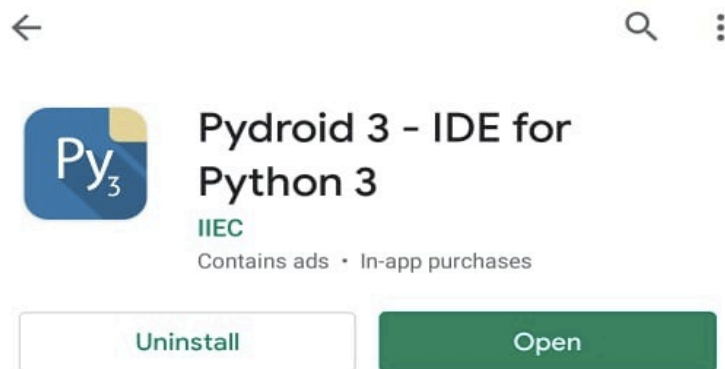 Py3
Pydroid 3 - IDE for
Python 3
IIEC
Contains ads • In-app purchases
Uninstall
Open